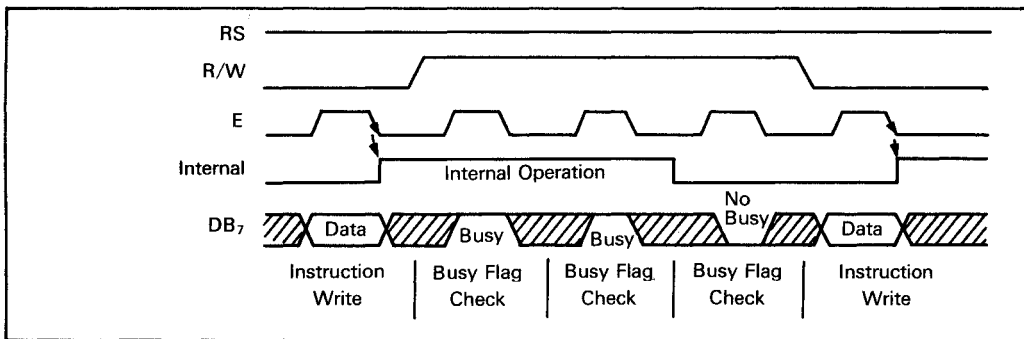 RS
R/W
E
Internal
Internal Operation
No
Busy
DB₇
Data
Busy
Busy
Data
Instruction
Write
Busy Flag
Check
Busy Flag
Check
Busy Flag
Check
Instruction
Write